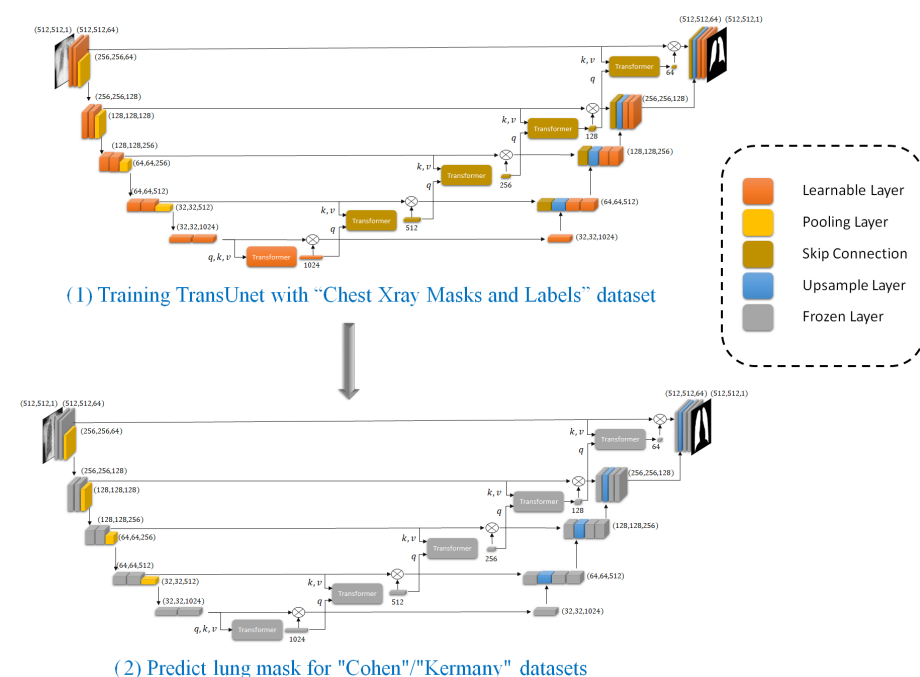 (512,512,1) (512,512,64)
(512,512,64) (512,512,1)
(256,256,64)
k, v
Transformer
q
64
(256,256,128)
(256,256,128)
(128,128,128)
k, v
Transformer
q
128
(128,128,256)
(128,128,256)
(64,64,256)
k, v
Transformer
q
256
(64,64,512)
(64,64,512)
(32,32,512)
k, v
Transformer
q
512
(32,32,1024)
(32,32,1024)
q, k, v
Transformer
1024
(1) Training TransUnet with “Chest Xray Masks and Labels” dataset
Learnable Layer
Pooling Layer
Skip Connection
Upsample Layer
Frozen Layer
(512,512,1) (512,512,64)
(512,512,64) (512,512,1)
(256,256,64)
k, v
Transformer
q
64
(256,256,128)
(256,256,128)
(128,128,128)
k, v
Transformer
q
128
(128,128,256)
(128,128,256)
(64,64,256)
k, v
Transformer
q
256
(64,64,512)
(64,64,512)
(32,32,512)
k, v
Transformer
q
512
(32,32,1024)
(32,32,1024)
q, k, v
Transformer
1024
(2) Predict lung mask for "Cohen"/"Kermany" datasets